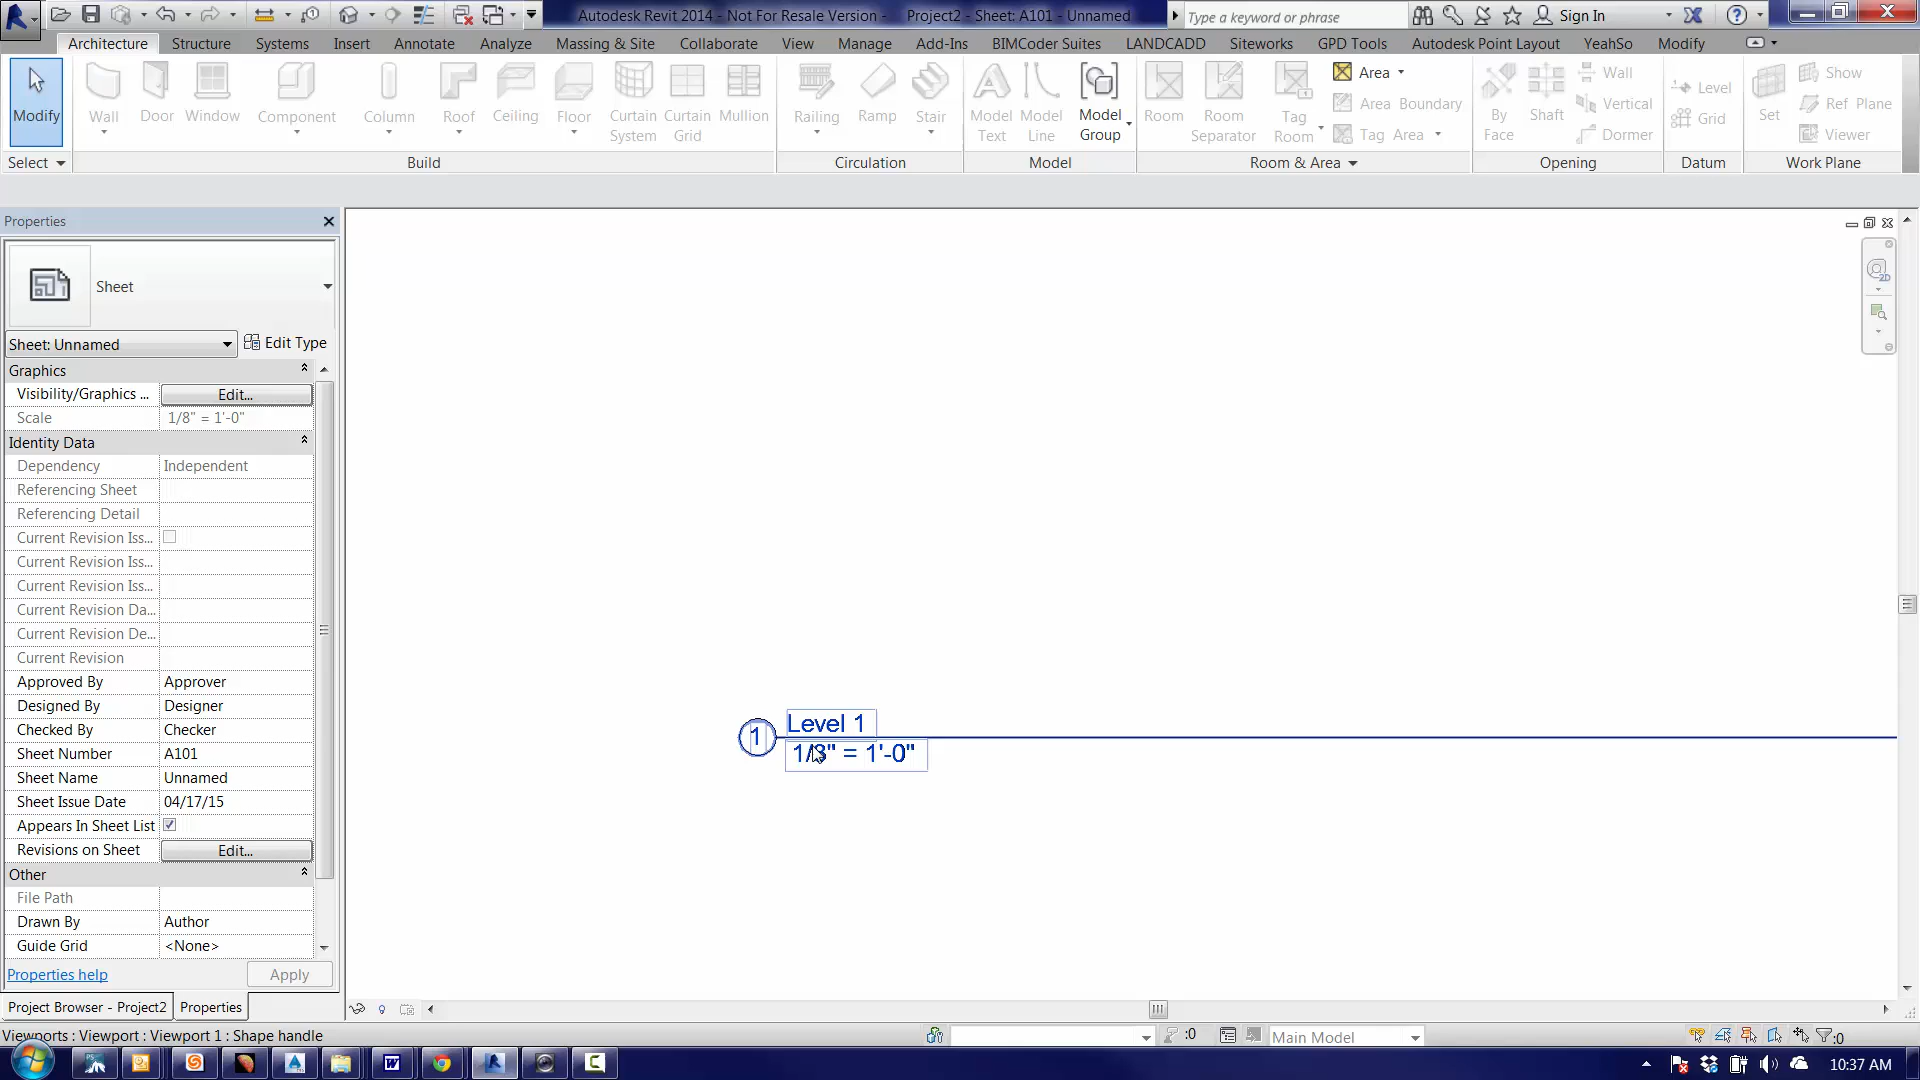 Autodesk Revit 2014 - Not For Resale Version - Project2 - Sheet: A101 - Unnamed
Type a keyword or phrase
Sign In
Architecture Structure Systems Insert Annotate Analyze Massing & Site Collaborate View Manage Add-Ins BIMCoder Suites LANDCADD Siteworks GPD Tools Autodesk Point Layout YeahSo Modify
Modify
Wall
Door
Window
Component
Column
Roof
Ceiling
Floor
Curtain System
Curtain Grid
Mullion
Railing
Ramp
Stair
Model Text
Model Line
Model Group
Room
Room Separator
Tag Room
Area
Area Boundary
Tag Area
By Face
Shaft
Wall
Vertical
Dormer
Level
Grid
Set
Show
Ref Plane
Viewer
Select
Build
Circulation
Model
Room & Area
Opening
Datum
Work Plane
Properties
Sheet
Sheet: Unnamed
Edit Type
Graphics
Visibility/Graphics ... Edit...
Scale 1/8" = 1'-0"
Identity Data
Dependency Independent
Referencing Sheet
Referencing Detail
Current Revision Iss...
Current Revision Iss...
Current Revision Iss...
Current Revision Da...
Current Revision De...
Current Revision
Approved By Approver
Designed By Designer
Checked By Checker
Sheet Number A101
Sheet Name Unnamed
Sheet Issue Date 04/17/15
Appears In Sheet List
Revisions on Sheet Edit...
Other
File Path
Drawn By Author
Guide Grid <None>
Properties help
Apply
Project Browser - Project2
Properties
1
Level 1
1/8" = 1'-0"
Viewports : Viewport : Viewport 1 : Shape handle
:0
Main Model
:0
10:37 AM